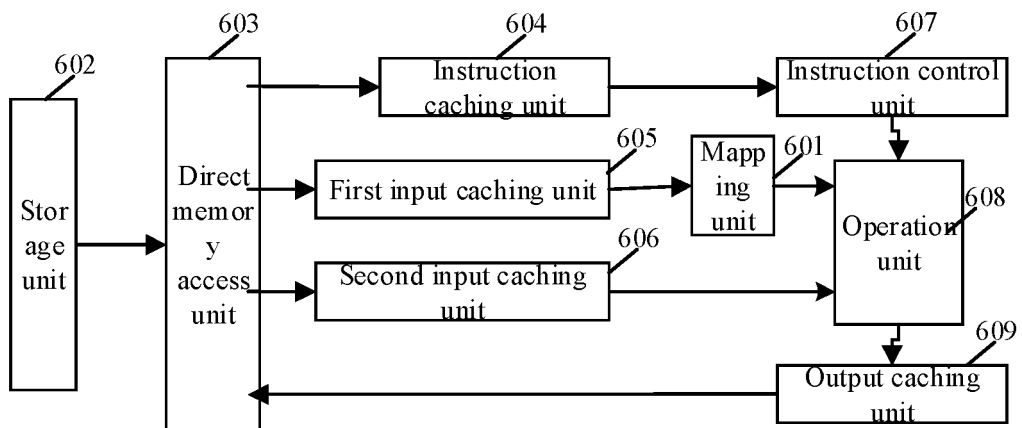 602
603
604
607
Instruction
caching unit
Instruction control
unit
605
601
First input caching unit
Mapp
ing
unit
Stor
age
unit
Direct
memor
y
access
unit
606
Second input caching
unit
608
Operation
unit
609
Output caching
unit